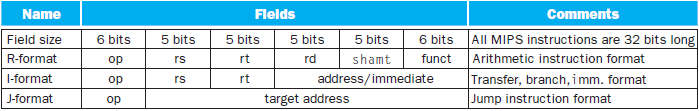 Name Fields Comments
Field size 6 bits 5 bits 5 bits 5 bits 5 bits 6 bits All MIPS instructions are 32 bits long
R-format op rs rt rd shamt funct Arithmetic instruction format
I-format op rs rt address/immediate Transfer, branch, imm. format
J-format op target address Jump instruction format